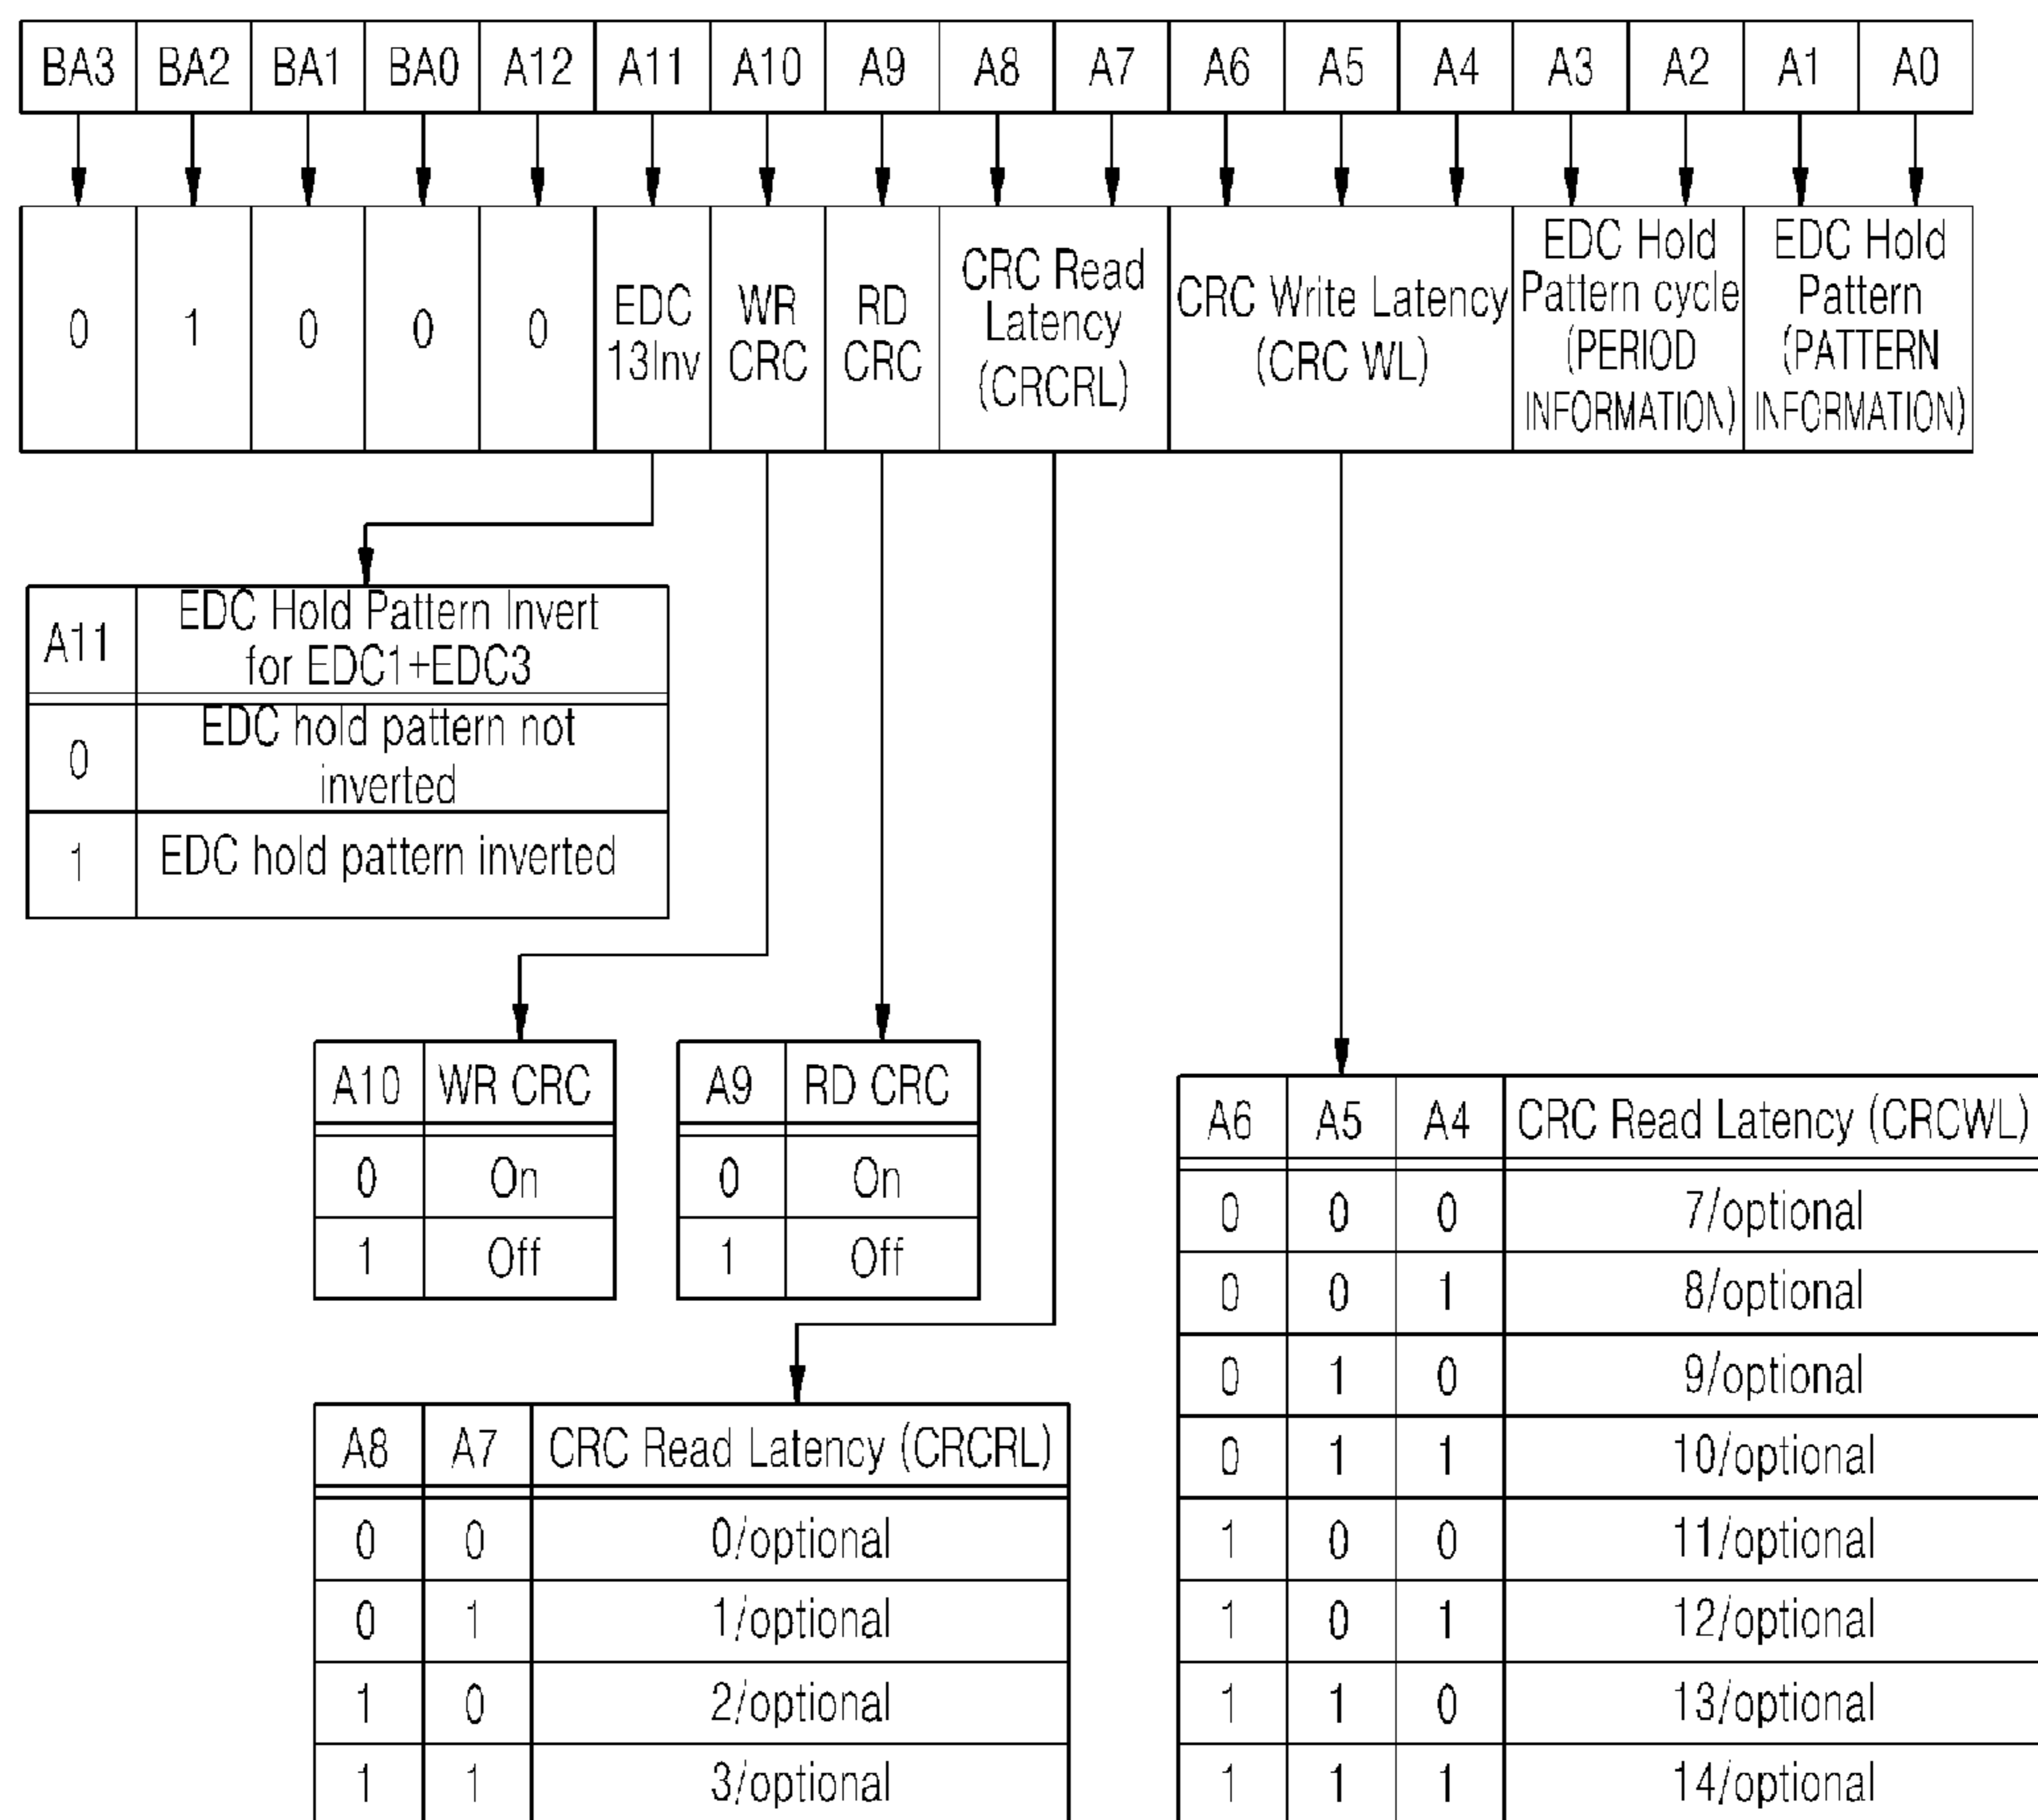 BA3 BA2 BA1 BA0 A12 A11 A10 A9 A8 A7 A6 A5 A4 A3 A2 A1 A0
0 1 0 0 0
EDC
13Inv
WR
CRC
RD
CRC
CRC Read
Latency
(CRCRL)
CRC Write Latency
(CRC WL)
EDC Hold
Pattern cycle
(PERIOD
INFORMATION)
EDC Hold
Pattern
(PATTERN
INFORMATION)
A11
EDC Hold Pattern Invert
for EDC1+EDC3
0
EDC hold pattern not
inverted
1 EDC hold pattern inverted
A10 WR CRC
0 On
1 Off
A9 RD CRC
0 On
1 Off
A8 A7 CRC Read Latency (CRCRL)
0 0 0/optional
0 1 1/optional
1 0 2/optional
1 1 3/optional
A6 A5 A4 CRC Read Latency (CRCWL)
0 0 0 7/optional
0 0 1 8/optional
0 1 0 9/optional
0 1 1 10/optional
1 0 0 11/optional
1 0 1 12/optional
1 1 0 13/optional
1 1 1 14/optional